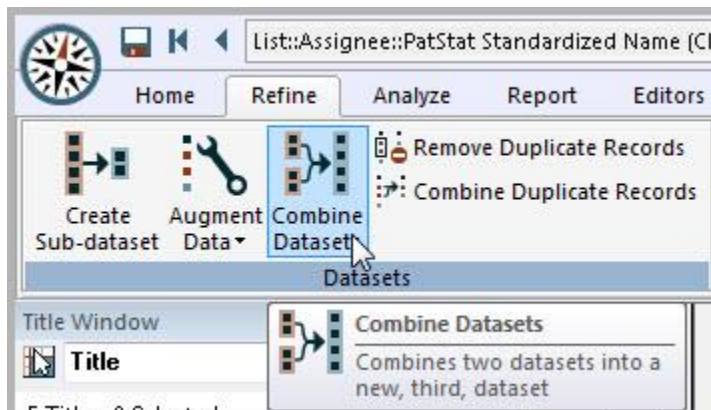 List::Assignee::PatStat Standardized Name (Cl
Home Refine Analyze Report Editors
Create Sub-dataset
Augment Data
Combine Datasets
Remove Duplicate Records
Combine Duplicate Records
Datasets
Title Window
Title
Combine Datasets
Combines two datasets into a
new, third, dataset